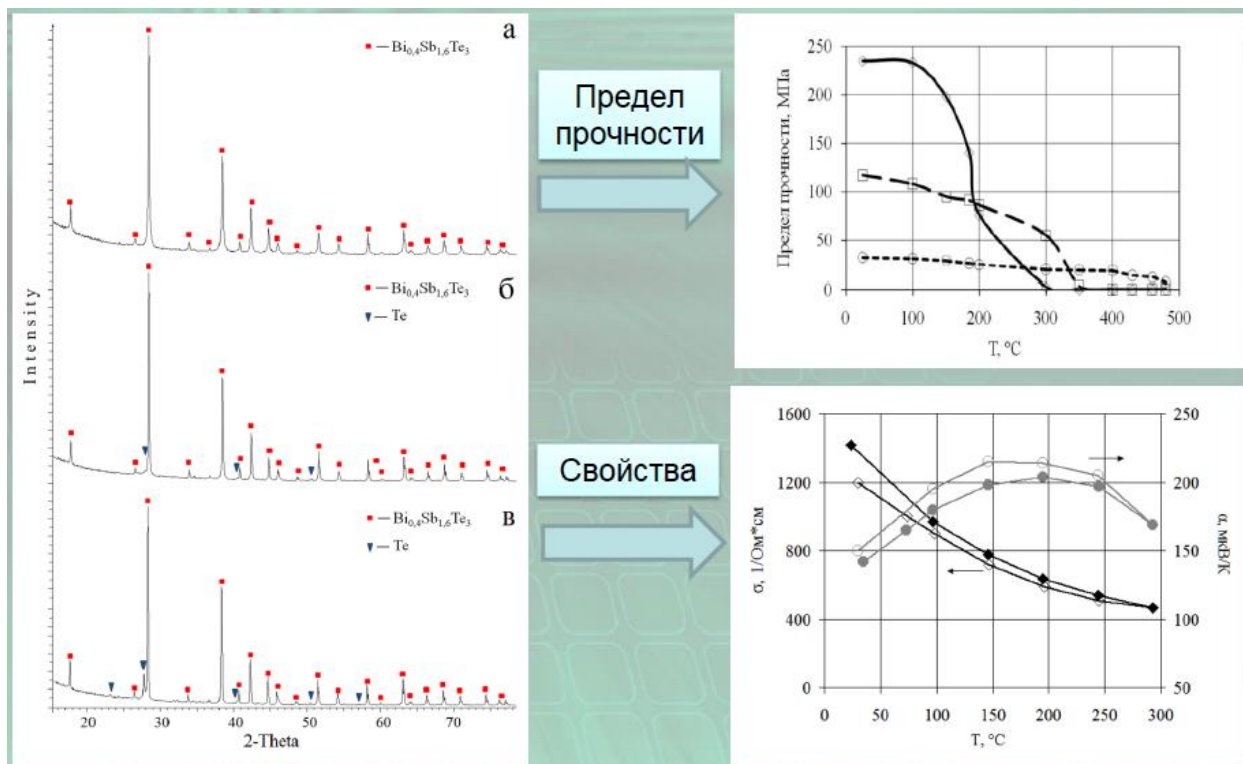 а
■ — Bi0,4Sb1,6Te3
б
■ — Bi0,4Sb1,6Te3
▼ — Te
в
■ — Bi0,4Sb1,6Te3
▼ — Te
Intensity
20 30 40 50 60 70
2-Theta
Предел
прочности
Свойства
Предел прочности, МПа
250
200
150
100
50
0
0 100 200 300 400 500
T, °C
σ, 1/Ом*см
1600
1200
800
400
0
250
200
150
100
50
α, мкВ/К
0 50 100 150 200 250 300
T, °C